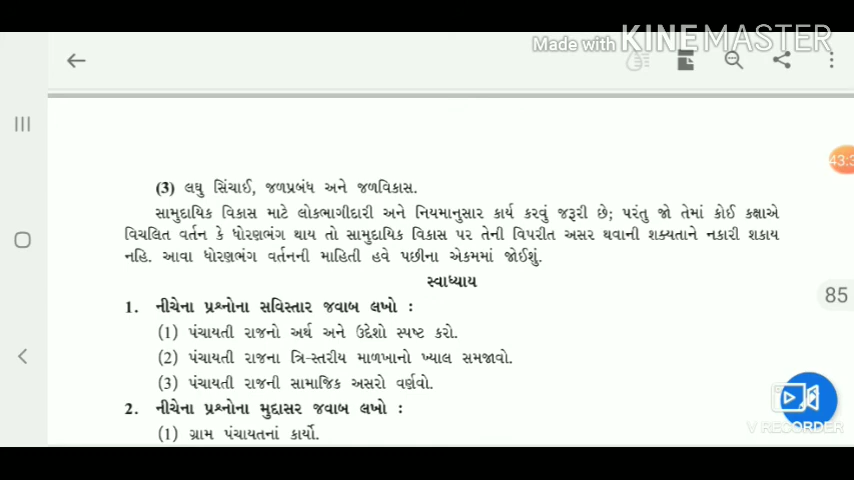 Made with KINEMASTER
(3) લઘુ સિંચાઈ, જળપ્રબંધ અને જળવિકાસ.
43:3
સામુદાયિક વિકાસ માટે લોકભાગીદારી અને નિયમાનુસાર કાર્ય કરવું જરૂરી છે; પરંતુ જો તેમાં કોઈ કક્ષાએ
વિચલિત વર્તન કે ધોરણભંગ થાય તો સામુદાયિક વિકાસ પર તેની વિપરીત અસર થવાની શક્યતાને નકારી શકાય
નહિ. આવા ધોરણભંગ વર્તનની માહિતી હવે પછીના એકમમાં જોઈશું.
સ્વાધ્યાય
85
1. નીચેના પ્રશ્નોના સવિસ્તાર જવાબ લખો :
(1) પંચાયતી રાજનો અર્થ અને ઉદ્દેશો સ્પષ્ટ કરો.
(2) પંચાયતી રાજના ત્રિ-સ્તરીય માળખાનો ખ્યાલ સમજાવો.
(3) પંચાયતી રાજની સામાજિક અસરો વર્ણવો.
2. નીચેના પ્રશ્નોના મુદ્દાસર જવાબ લખો :
(1) ગ્રામ પંચાયતનાં કાર્યો.
V RECORDER